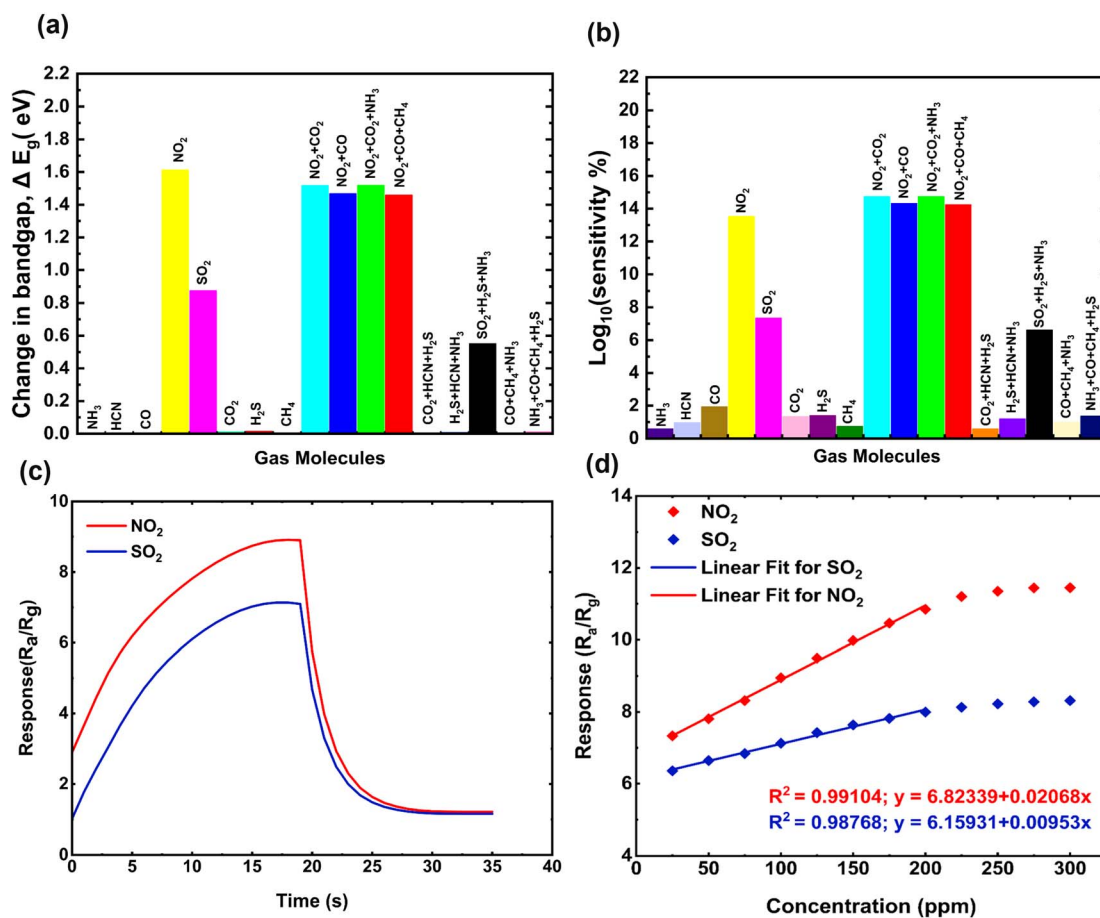 (a)
Change in bandgap, Δ E₉( eV)
2.2
2.0
1.8
1.6
1.4
1.2
1.0
0.8
0.6
0.4
0.2
0.0
NH₃
HCN
CO
NO₂
SO₂
CO₂
H₂S
CH₄
NO₂+CO₂
NO₂+CO
NO₂+CO₂+NH₃
NO₂+CO+CH₄
CO₂+HCN+H₂S
H₂S+HCN+NH₃
SO₂+H₂S+NH₃
CO+CH₄+NH₃
NH₃+CO+CH₄+H₂S
Gas Molecules
(b)
Log₁₀(sensitivity %)
22
20
18
16
14
12
10
8
6
4
2
0
NH₃
HCN
CO
NO₂
SO₂
CO₂
H₂S
CH₄
NO₂+CO₂
NO₂+CO
NO₂+CO₂+NH₃
NO₂+CO+CH₄
CO₂+HCN+H₂S
H₂S+HCN+NH₃
SO₂+H₂S+NH₃
CO+CH₄+NH₃
NH₃+CO+CH₄+H₂S
Gas Molecules
(c)
Response(Ra/Rg)
10
8
6
4
2
0
NO₂
SO₂
0 5 10 15 20 25 30 35 40
Time (s)
(d)
Response (Ra/Rg)
14
12
10
8
6
4
NO₂
SO₂
Linear Fit for SO₂
Linear Fit for NO₂
R² = 0.99104; y = 6.82339+0.02068x
R² = 0.98768; y = 6.15931+0.00953x
0 50 100 150 200 250 300
Concentration (ppm)